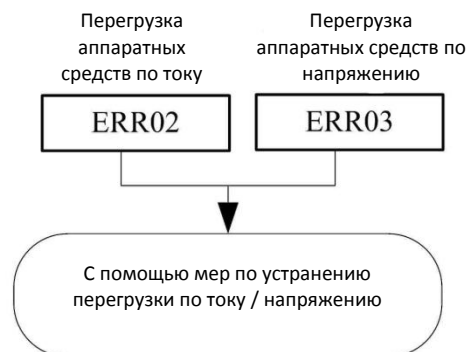 Перегрузка
аппаратных
средств по току
Перегрузка
аппаратных средств по
напряжению
ERR02
ERR03
С помощью мер по устранению
перегрузки по току / напряжению